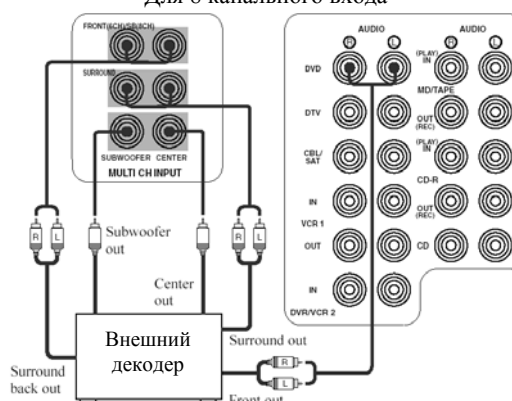 Для 6 канального входа
FRONT(6CH)/SB(8CH)
SURROUND
SUBWOOFER CENTER
MULTI CH INPUT
AUDIO AUDIO
R L R L
DVD
DTV
CBL/
SAT
IN
VCR 1
OUT
IN
DVR/VCR 2
(PLAY)
IN
MD/TAPE
OUT
(REC)
(PLAY)
IN
CD-R
OUT
(REC)
CD
R L
Subwoofer
out
R L
Center
out
Внешний
декодер
Surround
back out
Surround out
R
L
Front out